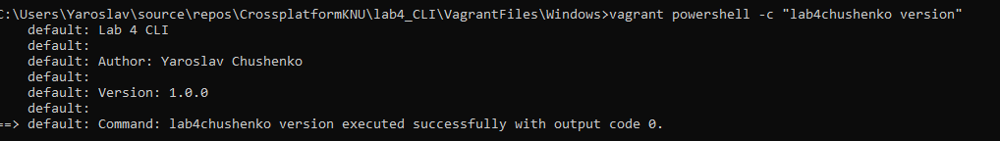 C:\Users\Yaroslav\source\repos\CrossplatformKNU\lab4_CLI\VagrantFiles\Windows>vagrant powershell -c "lab4chushenko version"
default: Lab 4 CLI
default:
default: Author: Yaroslav Chushenko
default:
default: Version: 1.0.0
default:
==> default: Command: lab4chushenko version executed successfully with output code 0.